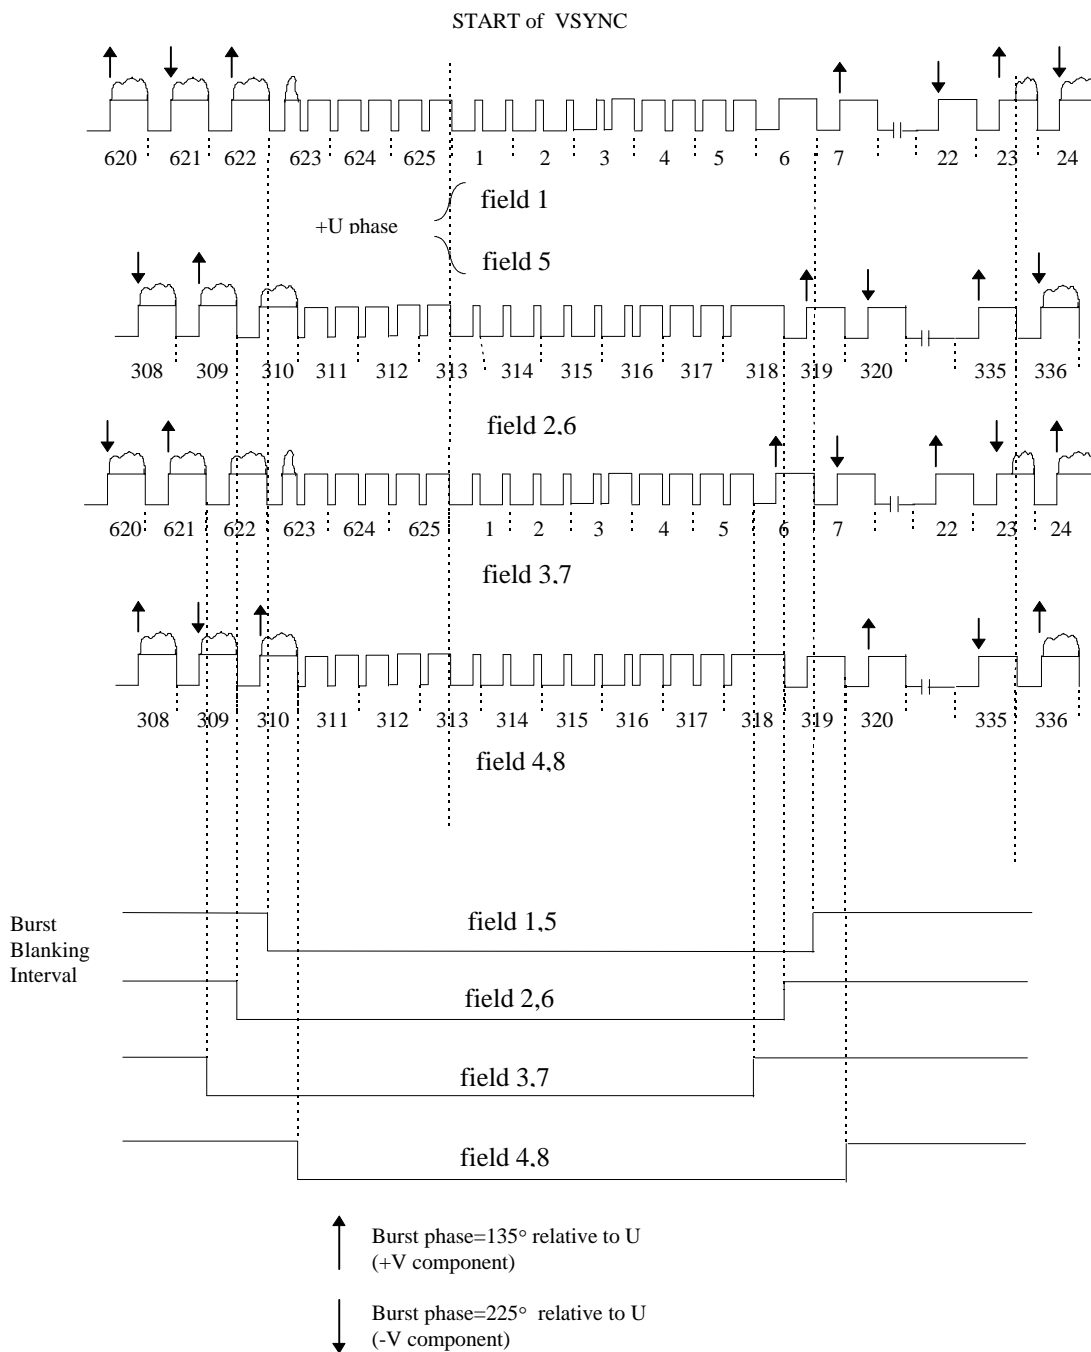 START of VSYNC
620 621 622 623 624 625 1 2 3 4 5 6 7 22 23 24
field 1
+U phase
field 5
308 309 310 311 312 313 314 315 316 317 318 319 320 335 336
field 2,6
620 621 622 623 624 625 1 2 3 4 5 6 7 22 23 24
field 3,7
308 309 310 311 312 313 314 315 316 317 318 319 320 335 336
field 4,8
Burst
Blanking
Interval
field 1,5
field 2,6
field 3,7
field 4,8
Burst phase=135° relative to U
(+V component)
Burst phase=225° relative to U
(-V component)